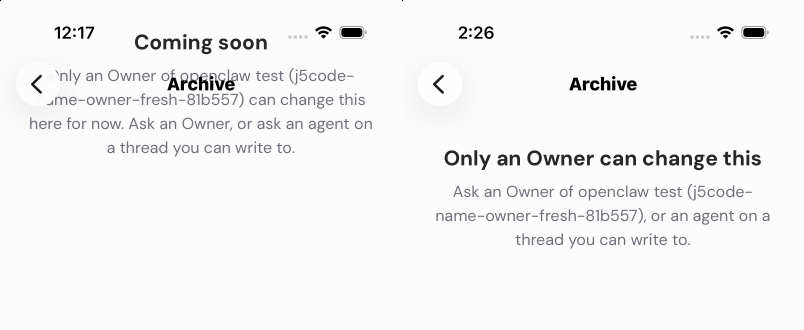 12:17
Coming soon
Only an Owner of openclaw test (j5code-
Archive
name-owner-fresh-81b557) can change this
here for now. Ask an Owner, or ask an agent on
a thread you can write to.
2:26
Archive
Only an Owner can change this
Ask an Owner of openclaw test (j5code-
name-owner-fresh-81b557), or an agent on a
thread you can write to.